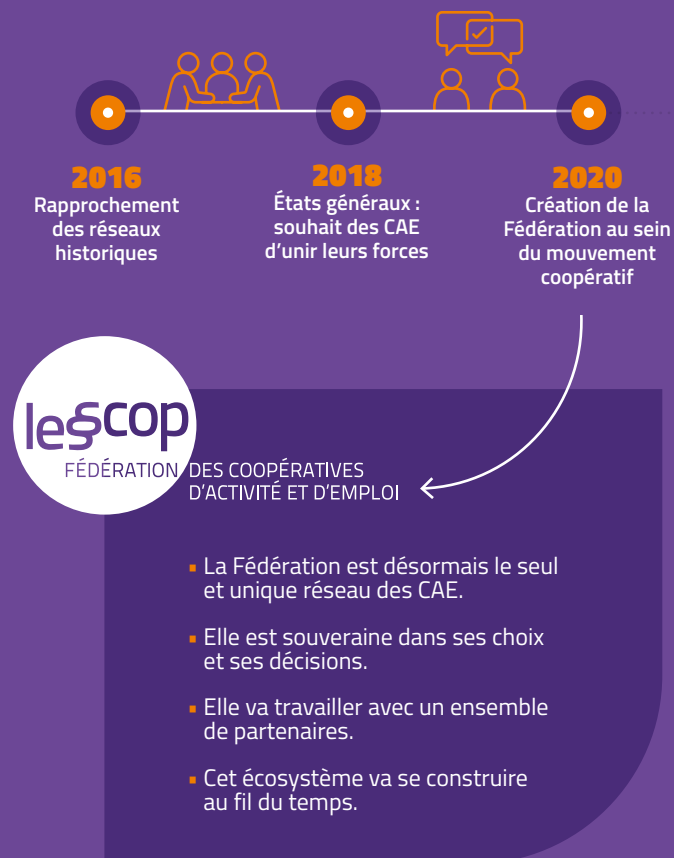 2016
Rapprochement
des réseaux
historiques
2018
États généraux :
souhait des CAE
d'unir leurs forces
2020
Création de la
Fédération au sein
du mouvement
coopératif
les scop
FÉDÉRATION DES COOPÉRATIVES
D'ACTIVITÉ ET D'EMPLOI
▪ La Fédération est désormais le seul
et unique réseau des CAE.
▪ Elle est souveraine dans ses choix
et ses décisions.
▪ Elle va travailler avec un ensemble
de partenaires.
▪ Cet écosystème va se construire
au fil du temps.